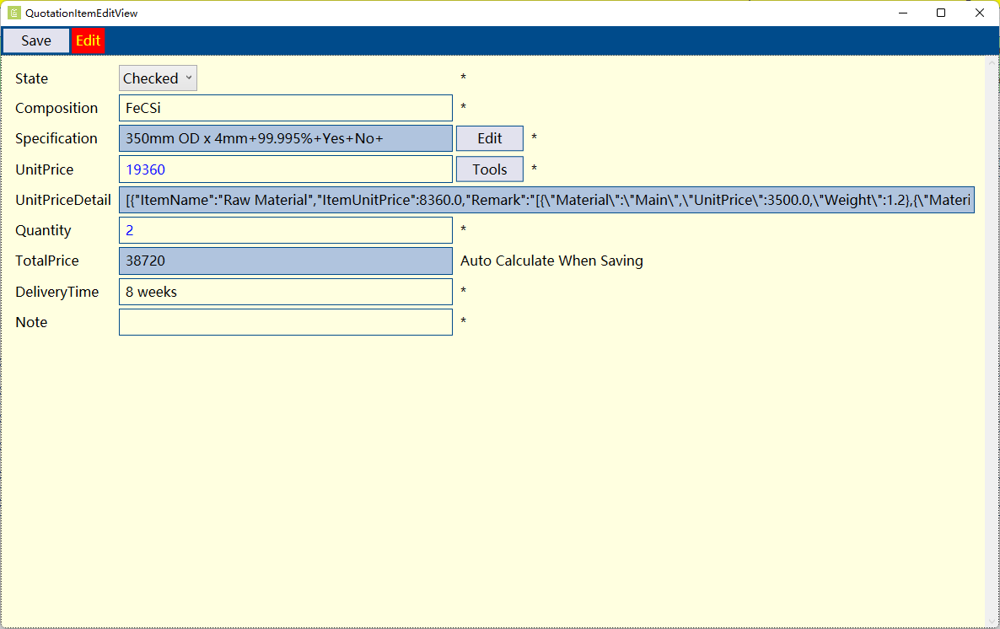 QuotationItemEditView
Save Edit
State Checked *
Composition FeCSi *
Specification 350mm OD x 4mm+99.995%+Yes+No+ Edit *
UnitPrice 19360 Tools *
UnitPriceDetail [{"ItemName":"Raw Material","ItemUnitPrice":8360.0,"Remark":"[{\"Material\":\"Main\",\"UnitPrice\":3500.0,\"Weight\":1.2},{\"Materi
Quantity 2 *
TotalPrice 38720 Auto Calculate When Saving
DeliveryTime 8 weeks *
Note *